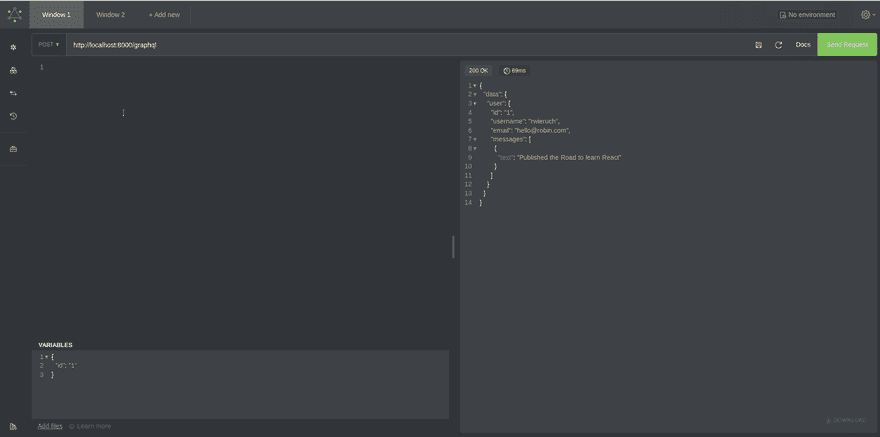 Window 1 Window 2 + Add new No environment
POST ▾ http://localhost:8000/graphql Docs Send Request
1
200 OK 69ms
1 {
2 "data": {
3 "user": {
4 "id": "1",
5 "username": "rwieruch",
6 "email": "hello@robin.com",
7 "messages": [
8 {
9 "text": "Published the Road to learn React"
10 }
11 ]
12 }
13 }
14 }
VARIABLES
1 {
2 "id": "1"
3 }
Add files Learn more
DOWNLOAD